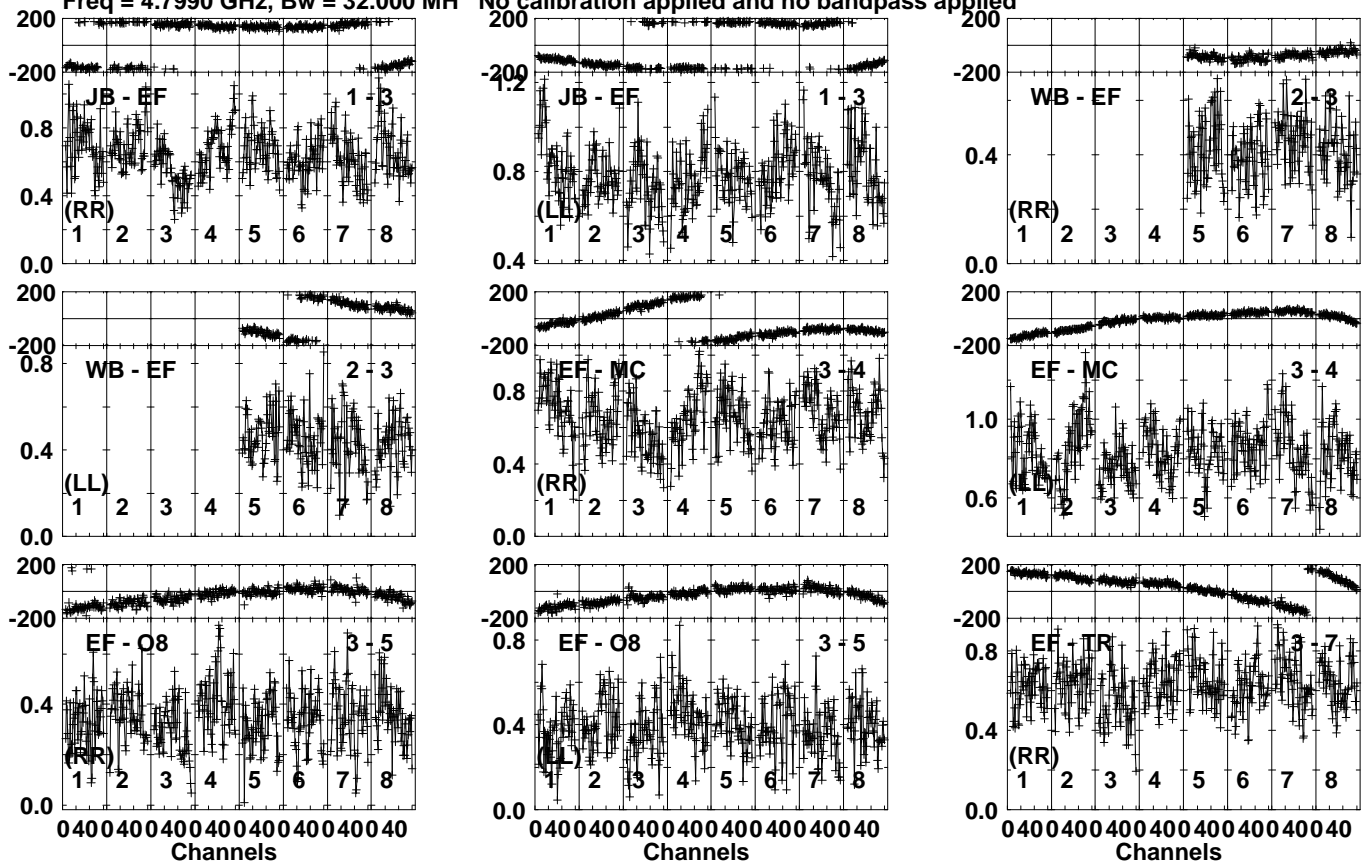 Freq = 4.7990 GHz, Bw = 32.000 MH No calibration applied and no bandpass applied
200
-200
JB - EF 1 - 3
0.8
0.4
0.0
(RR)
1 2 3 4 5 6 7 8
200
-200
1.2
JB - EF 1 - 3
0.8
0.4
(LL)
1 2 3 4 5 6 7 8
200
-200
WB - EF 2 - 3
0.4
0.0
(RR)
1 2 3 4 5 6 7 8
200
-200
0.8
WB - EF 2 - 3
0.4
0.0
(LL)
1 2 3 4 5 6 7 8
200
-200
EF - MC 3 - 4
0.8
0.4
0.0
(RR)
1 2 3 4 5 6 7 8
200
-200
EF - MC 3 - 4
1.0
0.6
(LL)
1 2 3 4 5 6 7 8
200
-200
EF - O8 3 - 5
0.4
0.0
(RR)
1 2 3 4 5 6 7 8
0 40 0 40 0 40 0 40 0 40 0 40 0 40 0 40
Channels
200
-200
0.8
EF - O8 3 - 5
0.4
0.0
(LL)
1 2 3 4 5 6 7 8
0 40 0 40 0 40 0 40 0 40 0 40 0 40 0 40
Channels
200
-200
EF - TR 3 - 7
0.8
0.4
0.0
(RR)
1 2 3 4 5 6 7 8
0 40 0 40 0 40 0 40 0 40 0 40 0 40 0 40
Channels